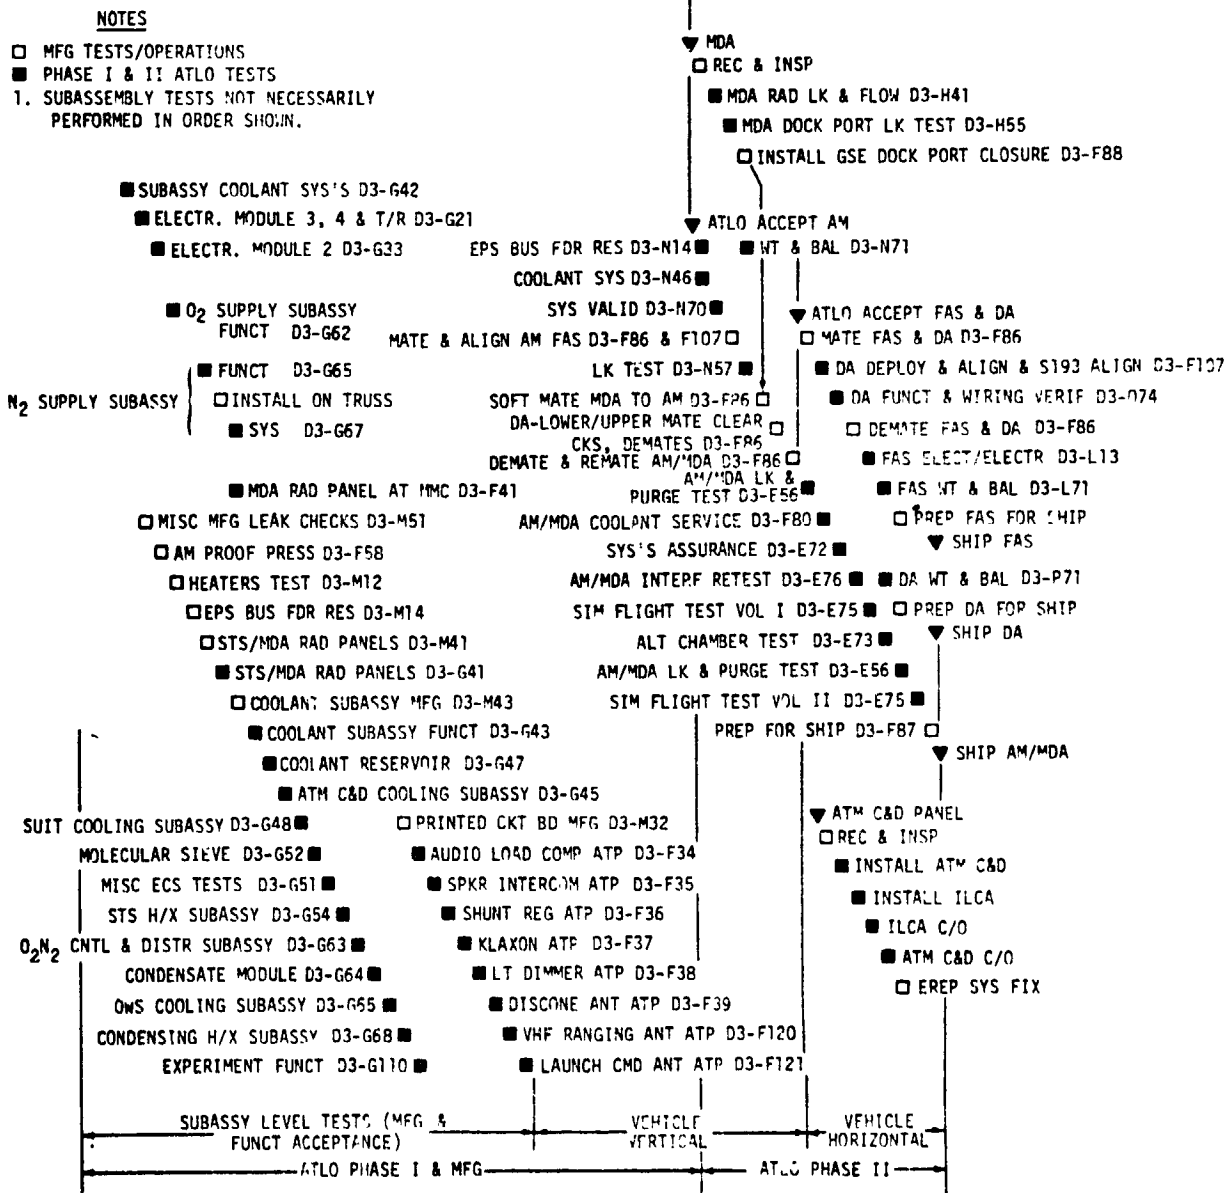 NOTES
MFG TESTS/OPERATIONS
PHASE I & II ATLO TESTS
1. SUBASSEMBLY TESTS NOT NECESSARILY
PERFORMED IN ORDER SHOWN.
MDA
REC & INSP
MDA RAD LK & FLOW D3-H41
MDA DOCK PORT LK TEST D3-H55
INSTALL GSE DOCK PORT CLOSURE D3-F88
SUBASSY COOLANT SYS'S D3-G42
ELECTR. MODULE 3, 4 & T/R D3-G21
ELECTR. MODULE 2 D3-G33
O2 SUPPLY SUBASSY
FUNCT D3-G62
N2 SUPPLY SUBASSY
FUNCT D3-G65
INSTALL ON TRUSS
SYS D3-G67
MDA RAD PANEL AT MMC D3-F41
MISC MFG LEAK CHECKS D3-M51
AM PROOF PRESS D3-F58
HEATERS TEST D3-M12
EPS BUS FDR RES D3-M14
STS/MDA RAD PANELS D3-M41
STS/MDA RAD PANELS D3-G41
COOLANT SUBASSY MFG D3-M43
COOLANT SUBASSY FUNCT D3-G43
COOLANT RESERVOIR D3-G47
ATM C&D COOLING SUBASSY D3-G45
SUIT COOLING SUBASSY D3-G48
MOLECULAR SIEVE D3-G52
MISC ECS TESTS D3-G51
STS H/X SUBASSY D3-G54
O2N2 CNTL & DISTR SUBASSY D3-G63
CONDENSATE MODULE D3-G64
OWS COOLING SUBASSY D3-G55
CONDENSING H/X SUBASSY D3-G68
EXPERIMENT FUNCT D3-G110
PRINTED CKT BD MFG D3-M32
AUDIO LOAD COMP ATP D3-F34
SPKR INTERCOM ATP D3-F35
SHUNT REG ATP D3-F36
KLAXON ATP D3-F37
LT DIMMER ATP D3-F38
DISCONE ANT ATP D3-F39
VHF RANGING ANT ATP D3-F120
LAUNCH CMD ANT ATP D3-F121
ATLO ACCEPT AM
EPS BUS FDR RES D3-N14
WT & BAL D3-N71
COOLANT SYS D3-N46
SYS VALID D3-N70
MATE & ALIGN AM FAS D3-F86 & F107
LK TEST D3-N57
SOFT MATE MDA TO AM D3-F86
DA-LOWER/UPPER MATE CLEAR
CKS, DEMATES D3-F86
DEMATE & REMATE AM/MDA D3-F86
AM/MDA LK &
PURGE TEST D3-E56
AM/MDA COOLANT SERVICE D3-F80
SYS'S ASSURANCE D3-E72
AM/MDA INTERF RETEST D3-E76
SIM FLIGHT TEST VOL I D3-E75
ALT CHAMBER TEST D3-E73
AM/MDA LK & PURGE TEST D3-E56
SIM FLIGHT TEST VOL II D3-E75
PREP FOR SHIP D3-F87
ATLO ACCEPT FAS & DA
MATE FAS & DA D3-F86
DA DEPLOY & ALIGN & S193 ALIGN D3-F107
DA FUNCT & WIRING VERIF D3-074
DEMATE FAS & DA D3-F86
FAS ELECT/ELECTR D3-L13
FAS WT & BAL D3-L71
PREP FAS FOR SHIP
SHIP FAS
DA WT & BAL D3-P71
PREP DA FOR SHIP
SHIP DA
SHIP AM/MDA
ATM C&D PANEL
REC & INSP
INSTALL ATM C&D
INSTALL ILCA
ILCA C/O
ATM C&D C/O
EREP SYS FIX
SUBASSY LEVEL TESTS (MFG &
FUNCT ACCEPTANCE)
VEHICLE
VERTICAL
VEHICLE
HORIZONTAL
ATLO PHASE I & MFG
ATLO PHASE II